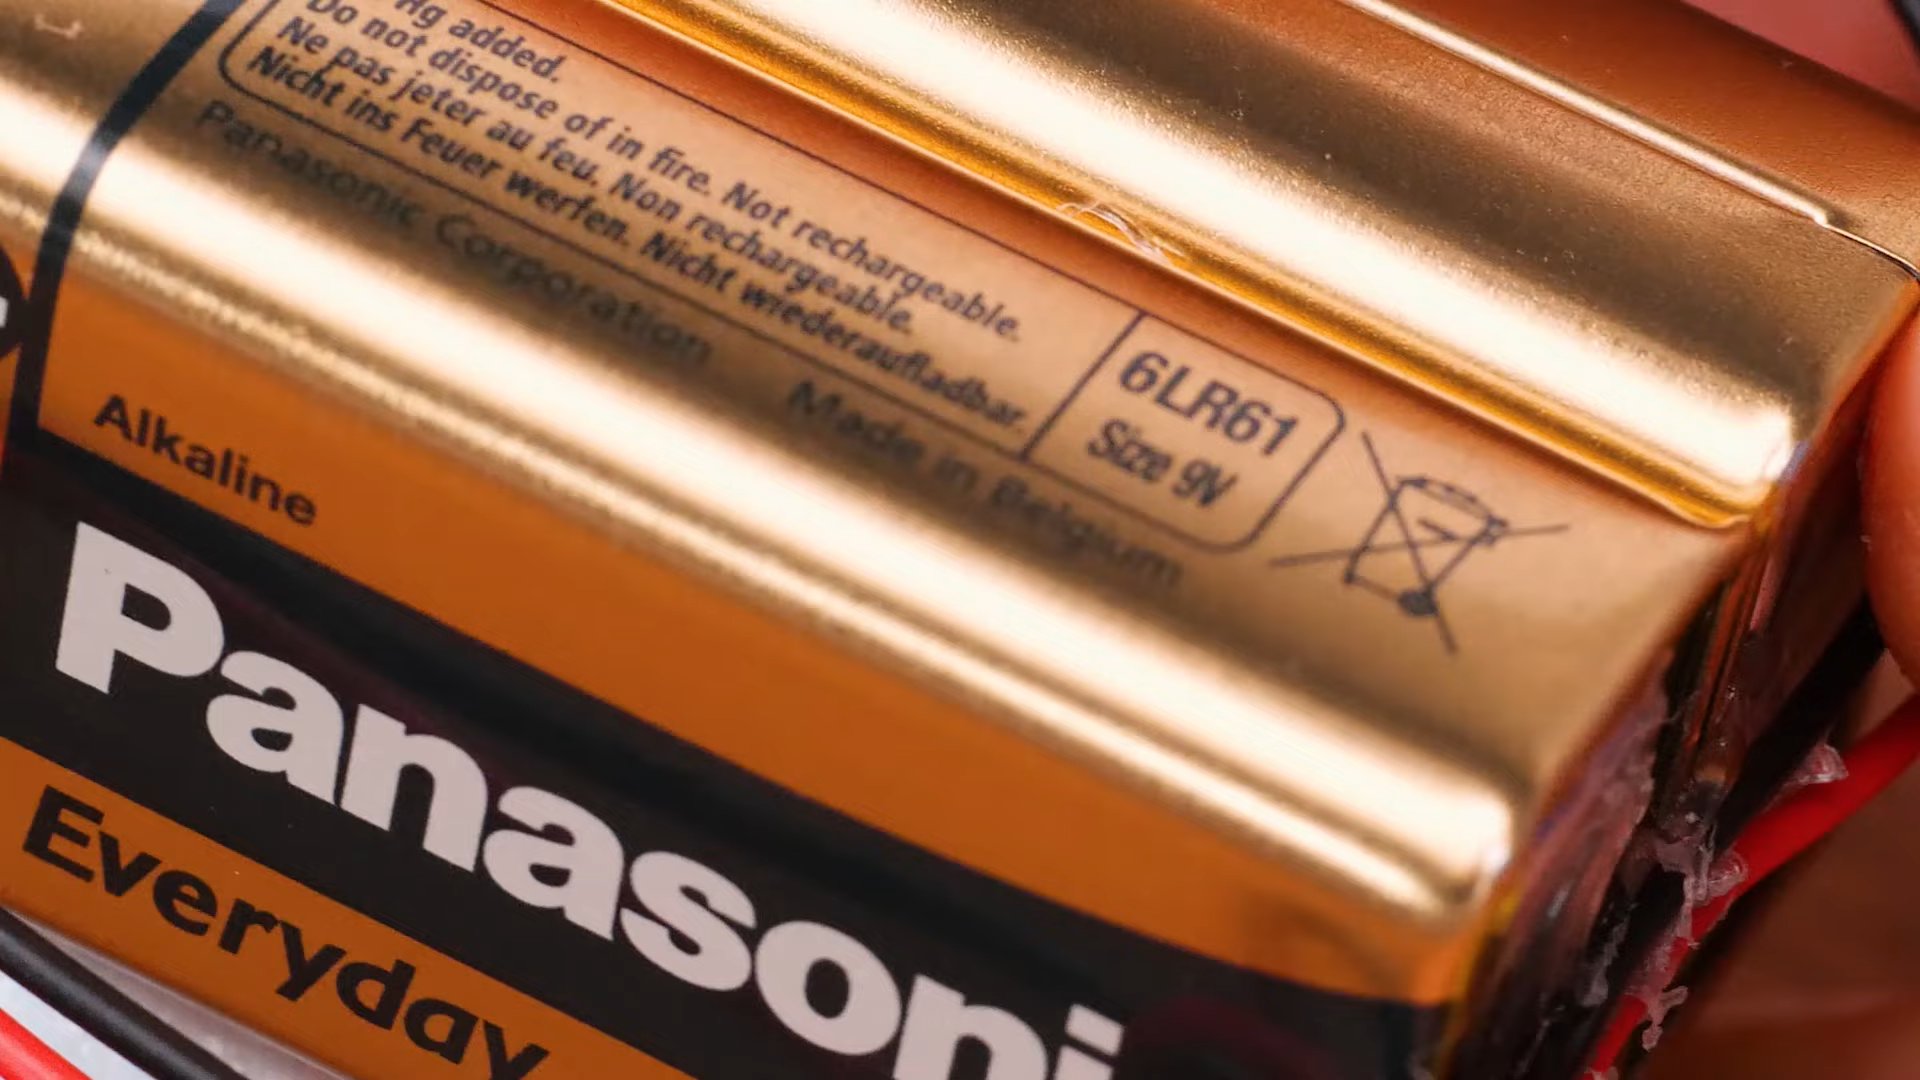 Hg added.
Do not dispose of in fire. Not rechargeable.
Ne pas jeter au feu. Non rechargeable.
Nicht ins Feuer werfen. Nicht wiederaufladbar.
6LR61
Size 9V
Panasonic Corporation Made in Belgium
Alkaline
Panasoni
Everyday